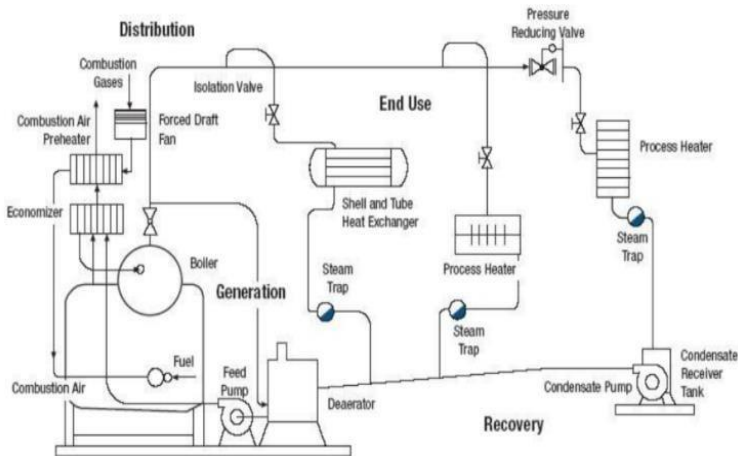 Distribution
Pressure
Reducing Valve
Combustion
Gases
Isolation Valve
End Use
Combustion Air
Preheater
Forced Draft
Fan
Process Heater
Economizer
Shell and Tube
Heat Exchanger
Steam
Trap
Boiler
Generation
Steam
Trap
Process Heater
Steam
Trap
Fuel
Combustion Air
Feed
Pump
Deaerator
Condensate Pump
Condensate
Receiver
Tank
Recovery